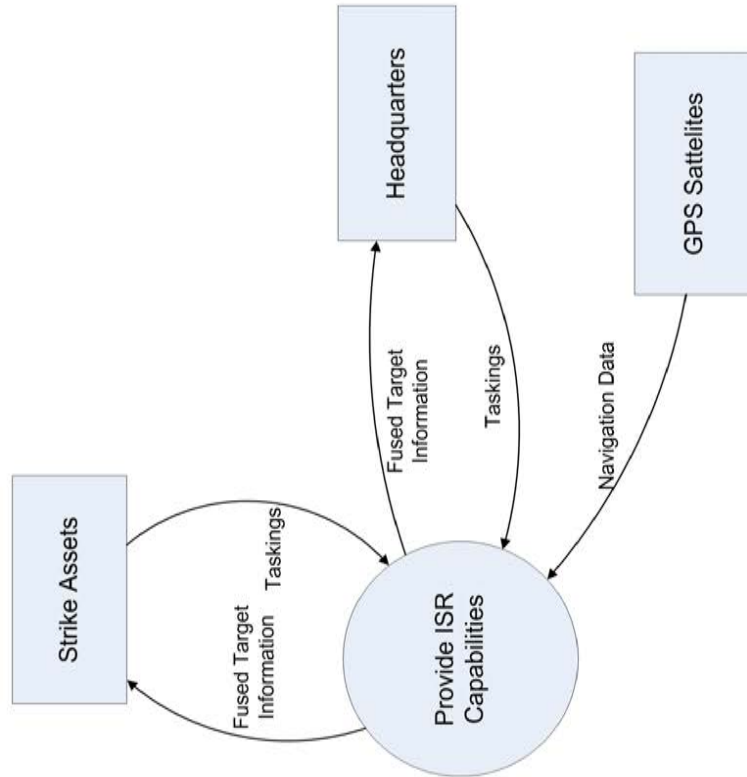 Strike Assets
Fused Target
Information
Taskings
Provide ISR
Capabilities
Fused Target
Information
Taskings
Headquarters
Navigation Data
GPS Sattelites